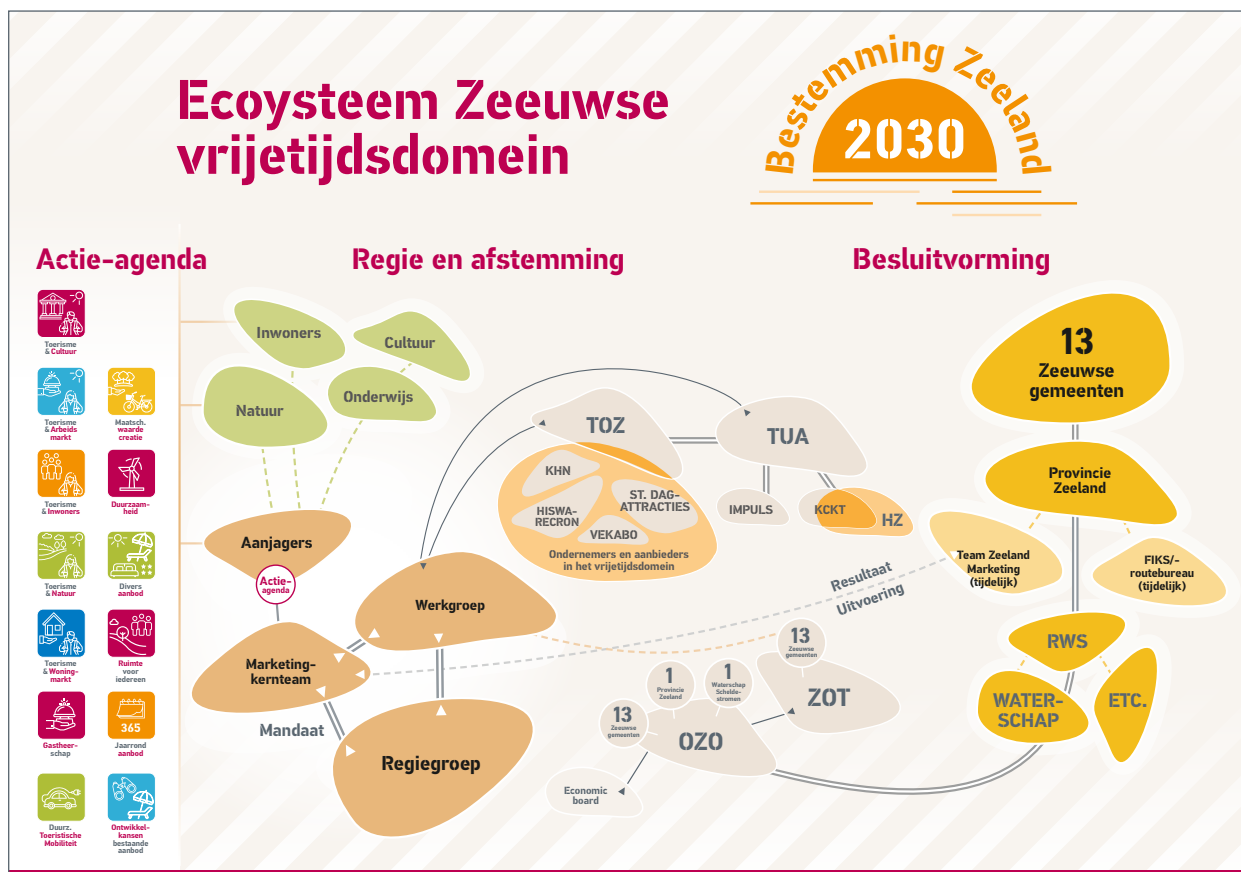 Ecoysteem Zeeuwse
vrijetijdsdomein
Bestemming Zeeland
2030
Actie-agenda
Regie en afstemming
Besluitvorming
Toerisme
& Cultuur
Toerisme
& Arbeids
markt
Maatsch.
waarde
creatie
Toerisme
& Inwoners
Duurzaam-
heid
Toerisme
& Natuur
Divers
aanbod
Toerisme
& Woning-
markt
Ruimte
voor
iedereen
Gastheer-
schap
365
Jaarrond
aanbod
Duurz.
Toeristische
Mobiliteit
Ontwikkel-
kansen
bestaande
aanbod
Inwoners
Cultuur
Natuur
Onderwijs
Aanjagers
Actie-
agenda
Werkgroep
Marketing-
kernteam
Mandaat
Regiegroep
TOZ
KHN
ST. DAG-
ATTRACTIES
HISWA-
RECRON
VEKABO
Ondernemers en aanbieders
in het vrijetijdsdomein
TUA
IMPULS
KCKT
HZ
Resultaat
Uitvoering
13
Zeeuwse
gemeenten
ZOT
1
Provincie
Zeeland
1
Waterschap
Schelde-
stromen
13
Zeeuwse
gemeenten
OZO
Economic
board
13
Zeeuwse
gemeenten
Provincie
Zeeland
Team Zeeland
Marketing
(tijdelijk)
FIKS/-
routebureau
(tijdelijk)
RWS
WATER-
SCHAP
ETC.